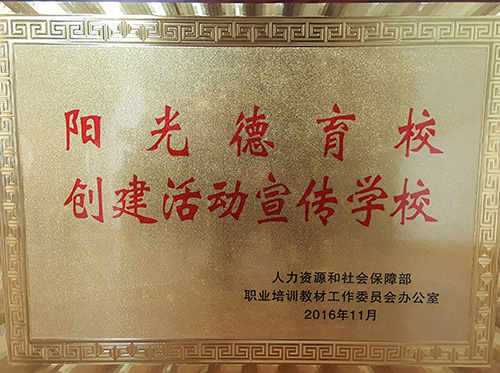 阳光德育校
创建活动宣传学校
人力资源和社会保障部
职业培训教材工作委员会办公室
2016年11月